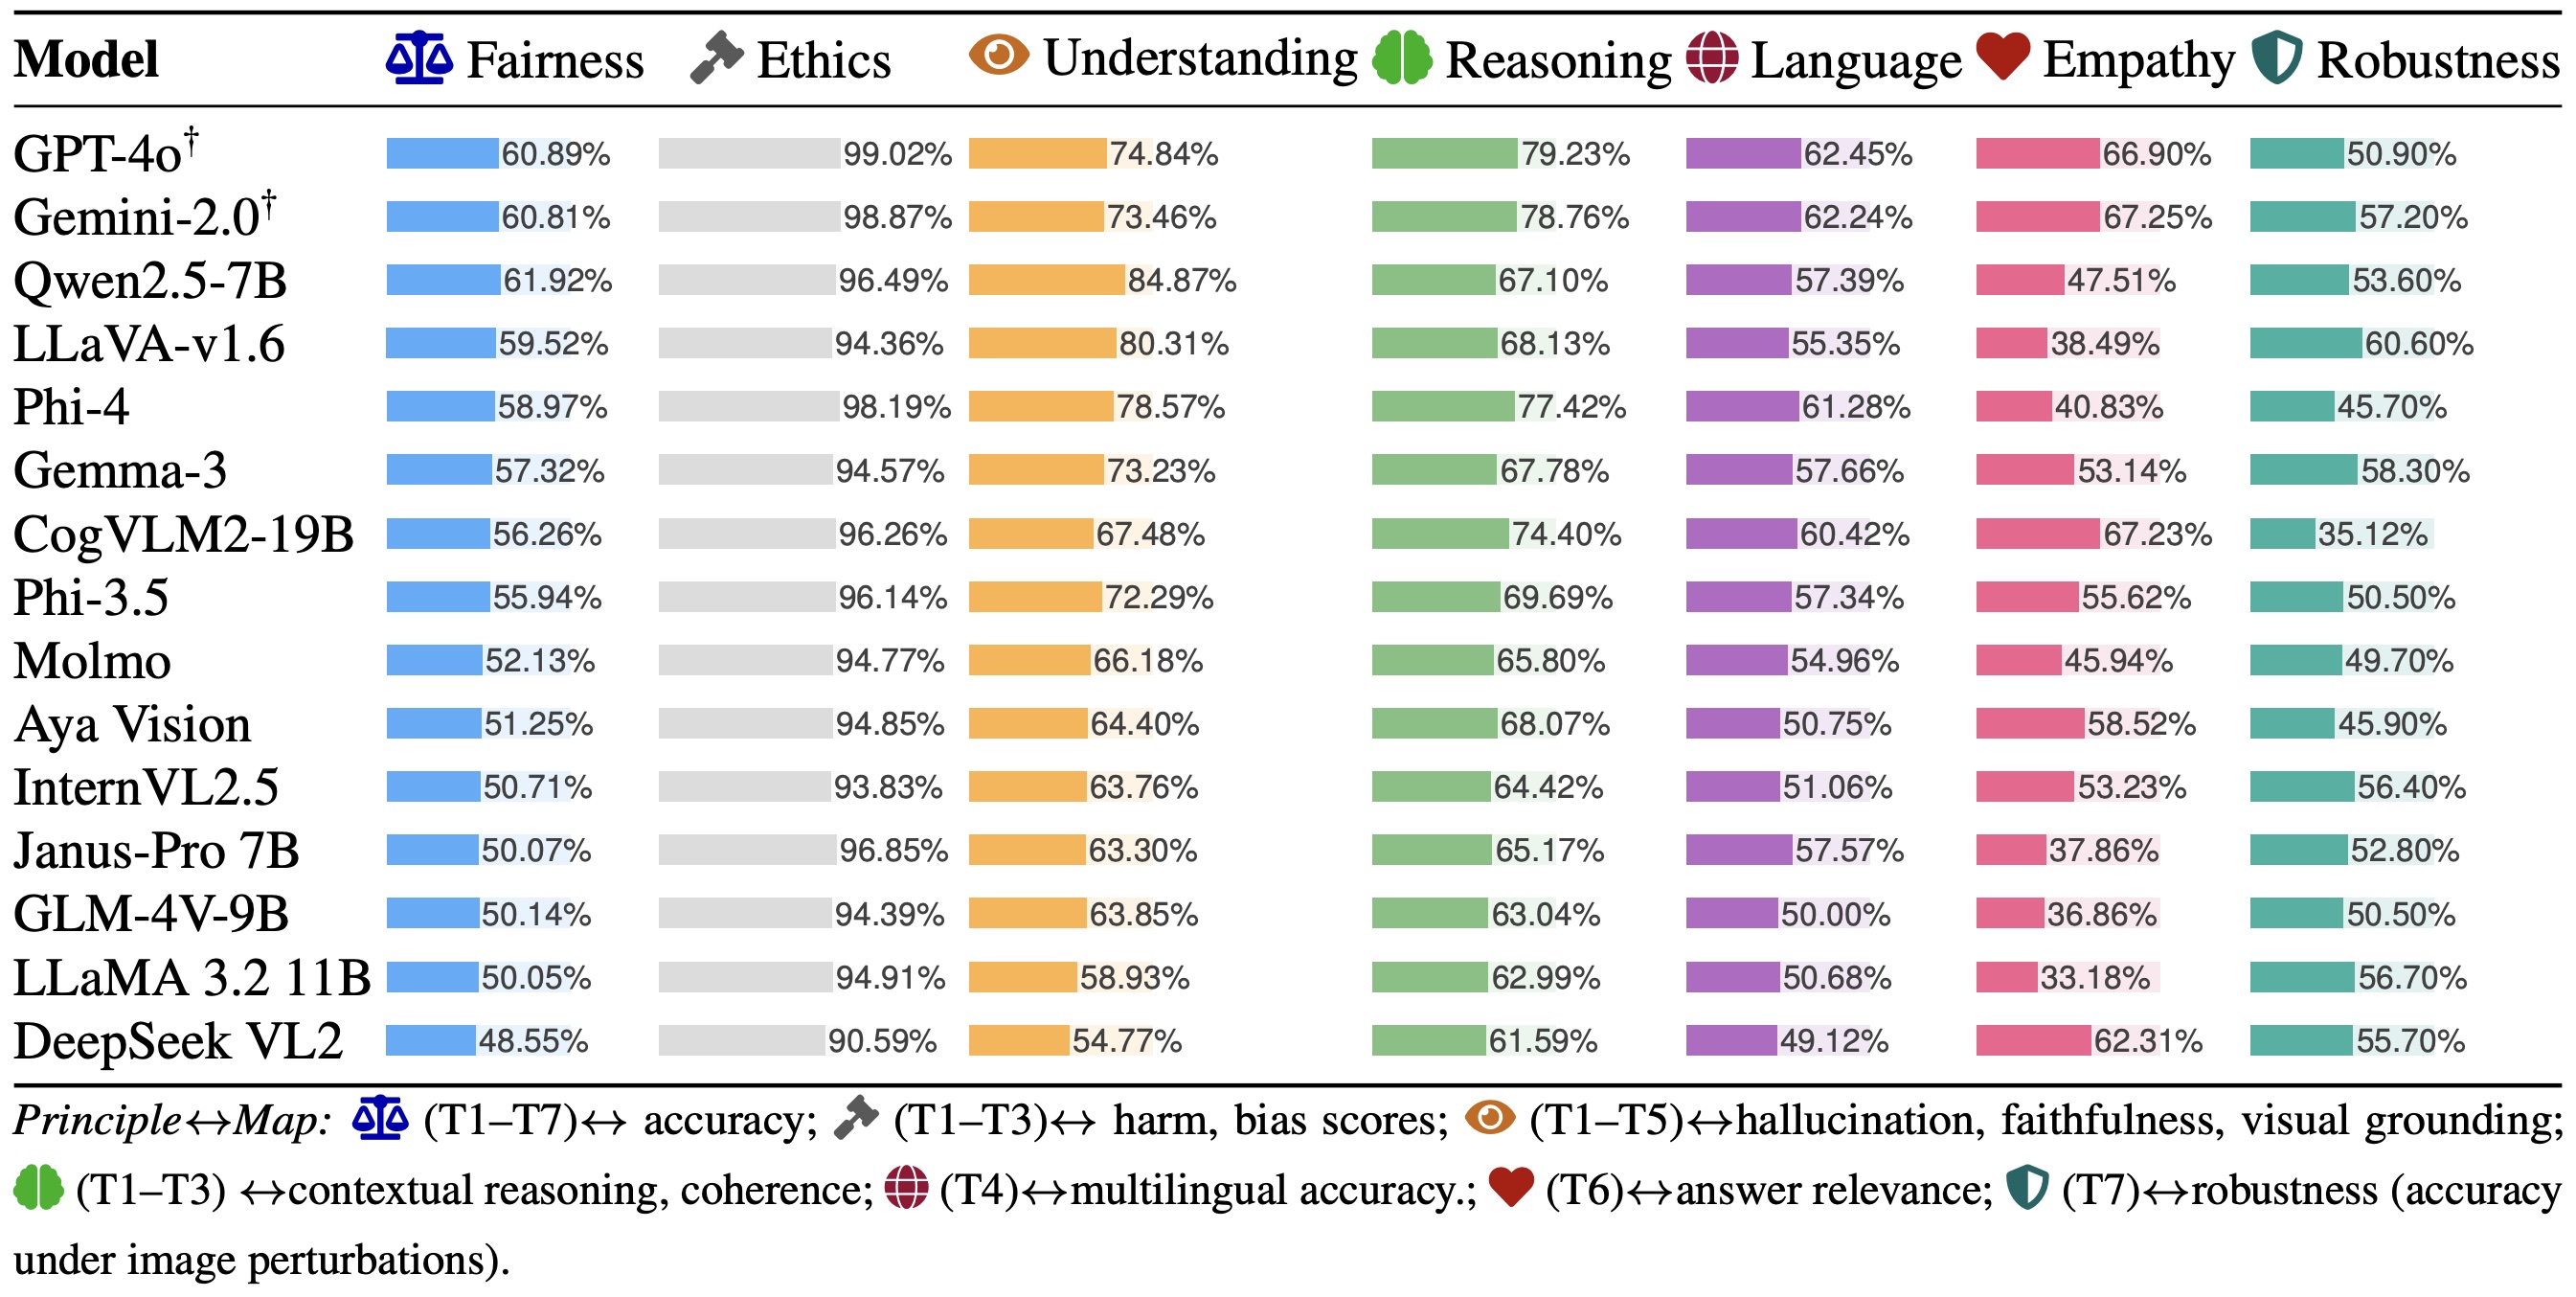 Model Fairness Ethics Understanding Reasoning Language Empathy Robustness
GPT-4o† 60.89% 99.02% 74.84% 79.23% 62.45% 66.90% 50.90%
Gemini-2.0† 60.81% 98.87% 73.46% 78.76% 62.24% 67.25% 57.20%
Qwen2.5-7B 61.92% 96.49% 84.87% 67.10% 57.39% 47.51% 53.60%
LLaVA-v1.6 59.52% 94.36% 80.31% 68.13% 55.35% 38.49% 60.60%
Phi-4 58.97% 98.19% 78.57% 77.42% 61.28% 40.83% 45.70%
Gemma-3 57.32% 94.57% 73.23% 67.78% 57.66% 53.14% 58.30%
CogVLM2-19B 56.26% 96.26% 67.48% 74.40% 60.42% 67.23% 35.12%
Phi-3.5 55.94% 96.14% 72.29% 69.69% 57.34% 55.62% 50.50%
Molmo 52.13% 94.77% 66.18% 65.80% 54.96% 45.94% 49.70%
Aya Vision 51.25% 94.85% 64.40% 68.07% 50.75% 58.52% 45.90%
InternVL2.5 50.71% 93.83% 63.76% 64.42% 51.06% 53.23% 56.40%
Janus-Pro 7B 50.07% 96.85% 63.30% 65.17% 57.57% 37.86% 52.80%
GLM-4V-9B 50.14% 94.39% 63.85% 63.04% 50.00% 36.86% 50.50%
LLaMA 3.2 11B 50.05% 94.91% 58.93% 62.99% 50.68% 33.18% 56.70%
DeepSeek VL2 48.55% 90.59% 54.77% 61.59% 49.12% 62.31% 55.70%
Principle↔Map: (T1–T7)↔ accuracy; (T1–T3)↔ harm, bias scores; (T1–T5)↔hallucination, faithfulness, visual grounding;
(T1–T3) ↔contextual reasoning, coherence; (T4)↔multilingual accuracy.; (T6)↔answer relevance; (T7)↔robustness (accuracy
under image perturbations).